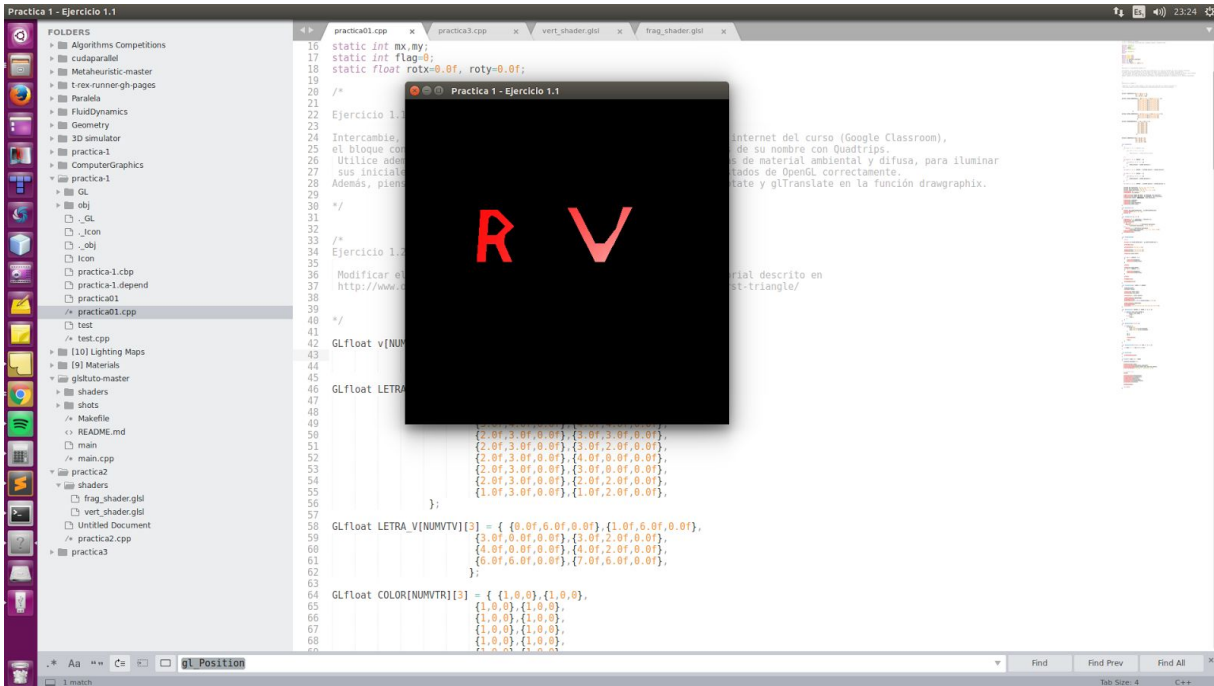 Practica 1 - Ejercicio 1.1
Es
23:24
FOLDERS
Algorithms Competitions
cudaparallel
Metaheuristic-master
t-rex-runner-gh-pages
Paralela
FluidDynamics
Geometry
3D simulator
practica-1
ComputerGraphics
practica-1
GL
obj
._GL
._Icon
._obj
Icon
practica-1.cbp
practica-1.depend
practica01
/* practica01.cpp
test
/* test.cpp
[10] Lighting Maps
[9] Materials
glsltuto-master
shaders
shots
/* Makefile
<> README.md
main
/* main.cpp
practica2
shaders
frag_shader.glsl
vert_shader.glsl
Untitled Document
/* practica2.cpp
practica3
practica01.cpp x practica3.cpp x vert_shader.glsl x frag_shader.glsl x
16 static int mx,my;
17 static int flag=0;
18 static float rotx=0.0f, roty=0.0f;
19
20 /*
21
22 Ejercicio 1.1
23
24 Intercambie, internet del curso (Google Classroom),
25 el bloque con de su nombre con Quadtrips.
26 Utilice adem s de material ambiental y difusa, para iluminar
27 sus iniciale tados de OpenGL correctamente.
28 Además, piens tate y glTranslate en la función drawgraphix.
29
30 */
31
32
33 /*
34 Ejercicio 1.2
35
36 Modificar el rial descrito en
37 http://www.o st-triangle/
38
39
40 */
41
42 GLfloat v[NUM
43
44
45
46 GLfloat LETRA
47
48
49
50 {2.0f,3.0f,0.0f},{3.0f,3.0f,0.0f},
51 {2.0f,3.0f,0.0f},{3.0f,2.0f,0.0f},
52 {2.0f,3.0f,0.0f},{4.0f,0.0f,0.0f},
53 {2.0f,3.0f,0.0f},{3.0f,0.0f,0.0f},
54 {2.0f,3.0f,0.0f},{2.0f,2.0f,0.0f},
55 {1.0f,3.0f,0.0f},{1.0f,2.0f,0.0f},
56 };
57
58 GLfloat LETRA_V[NUMVTV][3] = { {0.0f,6.0f,0.0f},{1.0f,6.0f,0.0f},
59 {3.0f,0.0f,0.0f},{3.0f,2.0f,0.0f},
60 {4.0f,0.0f,0.0f},{4.0f,2.0f,0.0f},
61 {6.0f,6.0f,0.0f},{7.0f,6.0f,0.0f},
62 };
63
64 GLfloat COLOR[NUMVTR][3] = { {1,0,0},{1,0,0},
65 {1,0,0},{1,0,0},
66 {1,0,0},{1,0,0},
67 {1,0,0},{1,0,0},
68 {1,0,0},{1,0,0},
Practica 1 - Ejercicio 1.1
R V
.* Aa “” gl_Position Find Find Prev Find All x
1 match Tab Size: 4 C++